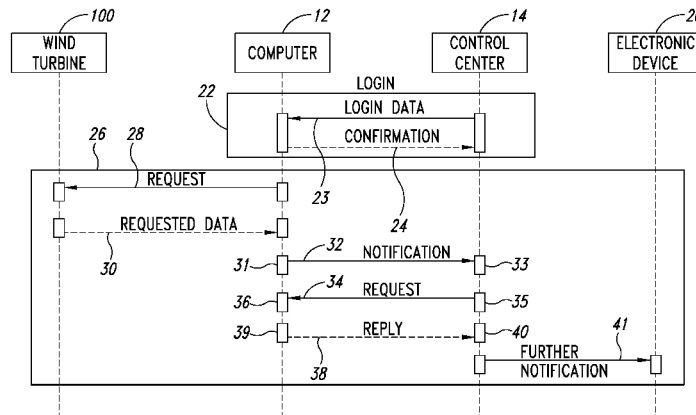 100
12
14
WIND
TURBINE
COMPUTER
CONTROL
CENTER
ELECTRONIC
DEVICE
LOGIN
22
LOGIN DATA
CONFIRMATION
23
24
26
28
REQUEST
REQUESTED DATA
30
32
NOTIFICATION
31
33
34
REQUEST
36
35
39
REPLY
40
38
41
FURTHER
NOTIFICATION